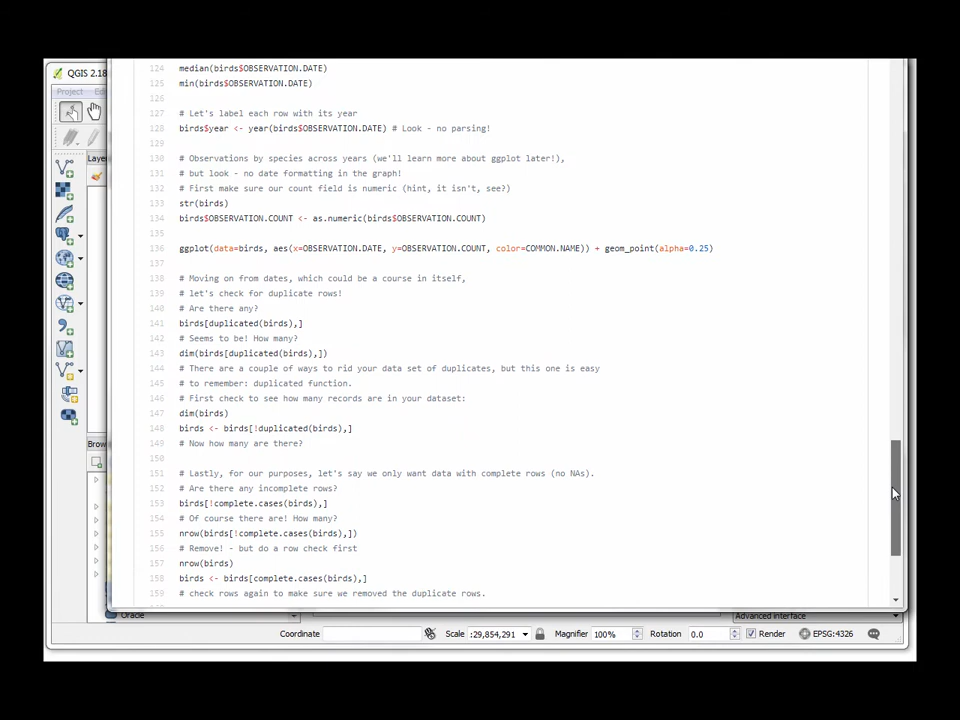 QGIS 2.18
Project
Ed
Laye
Brow
124 median(birds$OBSERVATION.DATE)
125 min(birds$OBSERVATION.DATE)
126
127 # Let's label each row with its year
128 birds$year <- year(birds$OBSERVATION.DATE) # Look - no parsing!
129
130 # Observations by species across years (we'll learn more about ggplot later!),
131 # but look - no date formatting in the graph!
132 # First make sure our count field is numeric (hint, it isn't, see?)
133 str(birds)
134 birds$OBSERVATION.COUNT <- as.numeric(birds$OBSERVATION.COUNT)
135
136 ggplot(data=birds, aes(x=OBSERVATION.DATE, y=OBSERVATION.COUNT, color=COMMON.NAME)) + geom_point(alpha=0.25)
137
138 # Moving on from dates, which could be a course in itself,
139 # let's check for duplicate rows!
140 # Are there any?
141 birds[duplicated(birds),]
142 # Seems to be! How many?
143 dim(birds[duplicated(birds),])
144 # There are a couple of ways to rid your data set of duplicates, but this one is easy
145 # to remember: duplicated function.
146 # First check to see how many records are in your dataset:
147 dim(birds)
148 birds <- birds[!duplicated(birds),]
149 # Now how many are there?
150
151 # Lastly, for our purposes, let's say we only want data with complete rows (no NAs).
152 # Are there any incomplete rows?
153 birds[!complete.cases(birds),]
154 # Of course there are! How many?
155 nrow(birds[!complete.cases(birds),])
156 # Remove! - but do a row check first
157 nrow(birds)
158 birds <- birds[complete.cases(birds),]
159 # check rows again to make sure we removed the duplicate rows.
Oracle
Advanced interface
Coordinate Scale :29,854,291 Magnifier 100% Rotation 0.0 Render EPSG:4326